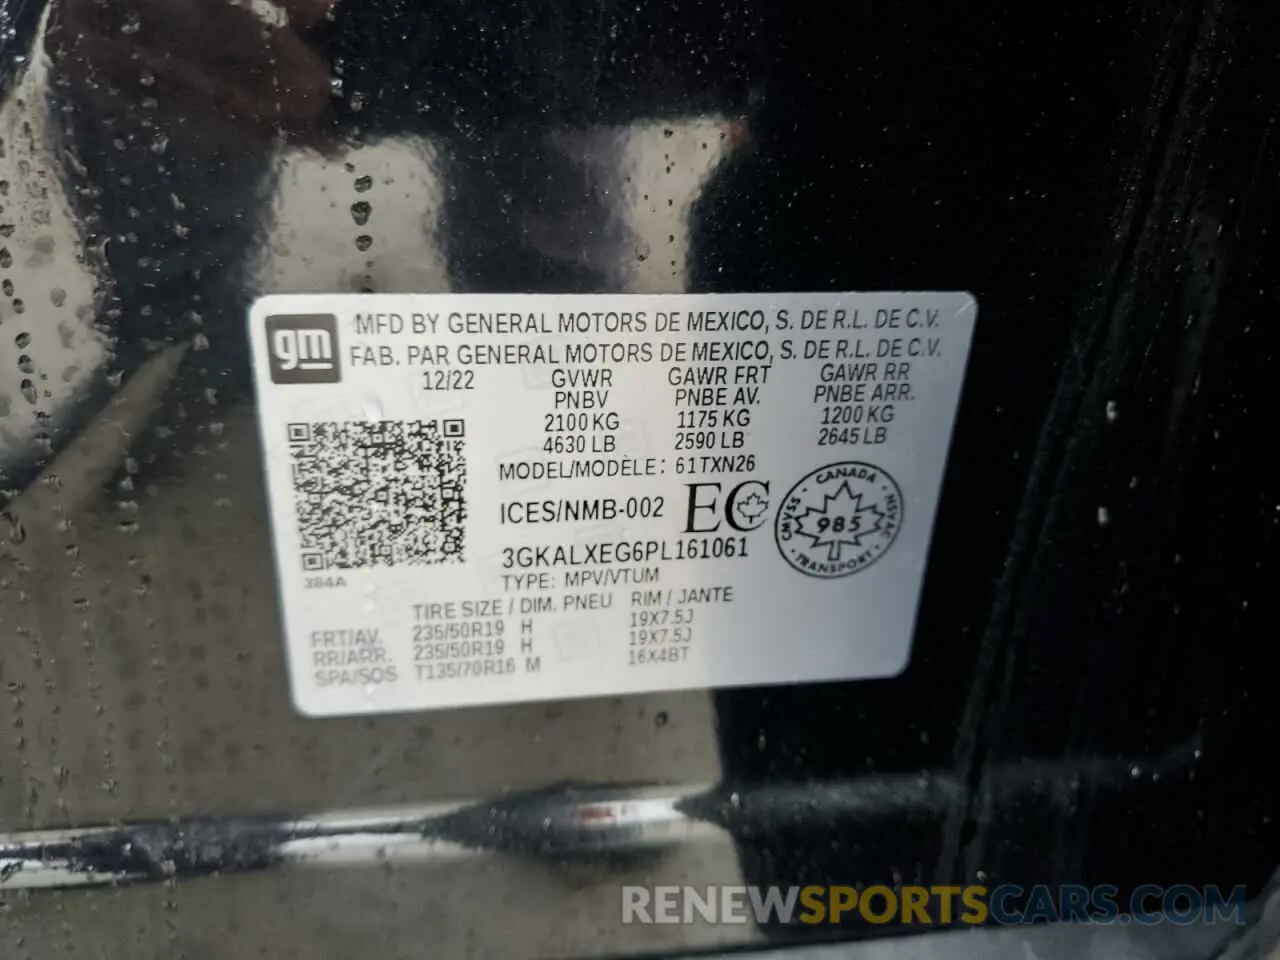 gm
MFD BY GENERAL MOTORS DE MEXICO, S. DE R.L. DE C.V.
FAB. PAR GENERAL MOTORS DE MEXICO, S. DE R.L. DE C.V.
12/22 GVWR GAWR FRT GAWR RR
PNBV PNBE AV. PNBE ARR.
2100 KG 1175 KG 1200 KG
4630 LB 2590 LB 2645 LB
MODEL/MODÈLE: 61TXN26
ICES/NMB-002 EC
CANADA
CMVSS 985 NSVAC
TRANSPORT
3GKALXEG6PL161061
384A
TYPE: MPV/VTUM
TIRE SIZE / DIM. PNEU RIM / JANTE
FRT/AV. 235/50R19 H 19X7.5J
RR/ARR. 235/50R19 H 19X7.5J
SPA/SOS T135/70R16 M 16X4BT
RENEWSPORTSCARS.COM